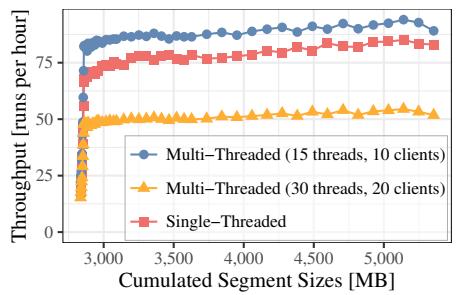 Throughput [runs per hour]
75
50
25
0
Multi−Threaded (15 threads, 10 clients)
Multi−Threaded (30 threads, 20 clients)
Single−Threaded
3,000 3,500 4,000 4,500 5,000
Cumulated Segment Sizes [MB]